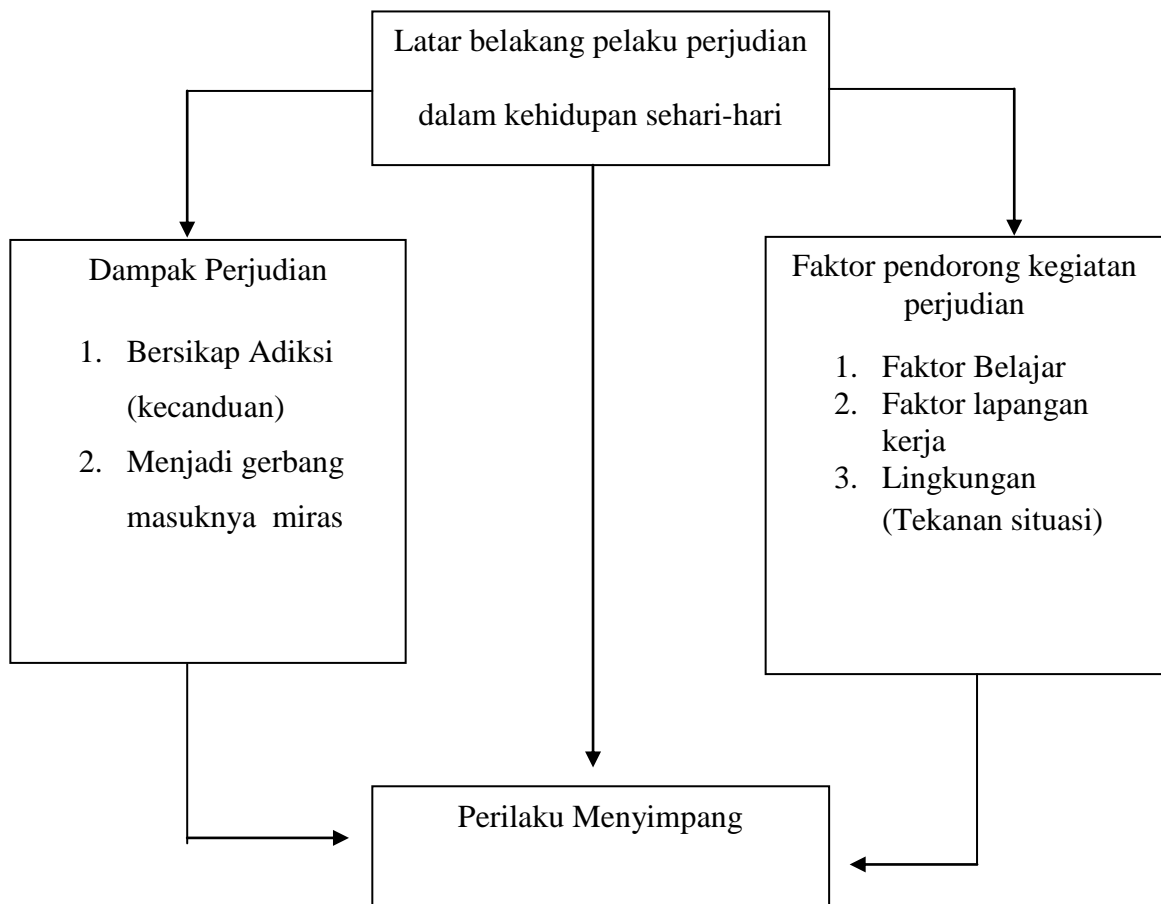 Latar belakang pelaku perjudian
dalam kehidupan sehari-hari
Dampak Perjudian
1. Bersikap Adiksi
(kecanduan)
2. Menjadi gerbang
masuknya miras
Faktor pendorong kegiatan
perjudian
1. Faktor Belajar
2. Faktor lapangan
kerja
3. Lingkungan
(Tekanan situasi)
Perilaku Menyimpang